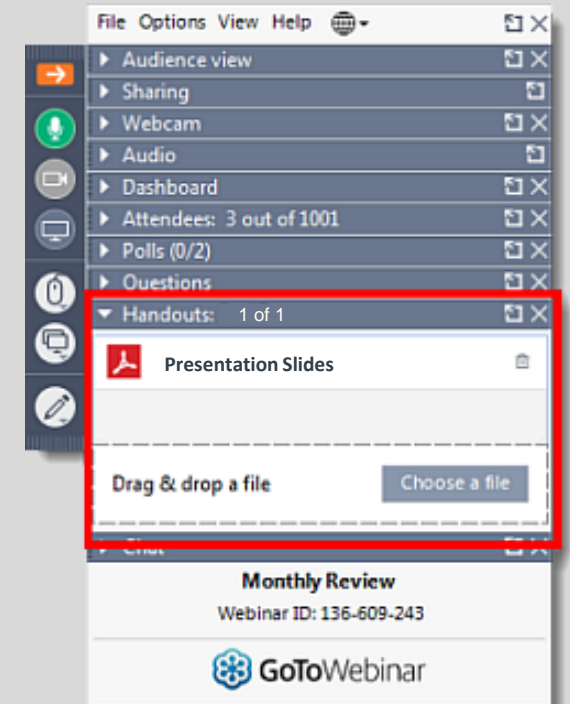 File Options View Help
Audience view
Sharing
Webcam
Audio
Dashboard
Attendees: 3 out of 1001
Polls (0/2)
Questions
Handouts: 1 of 1
Presentation Slides
Drag & drop a file
Choose a file
Chat
Monthly Review
Webinar ID: 136-609-243
GoToWebinar